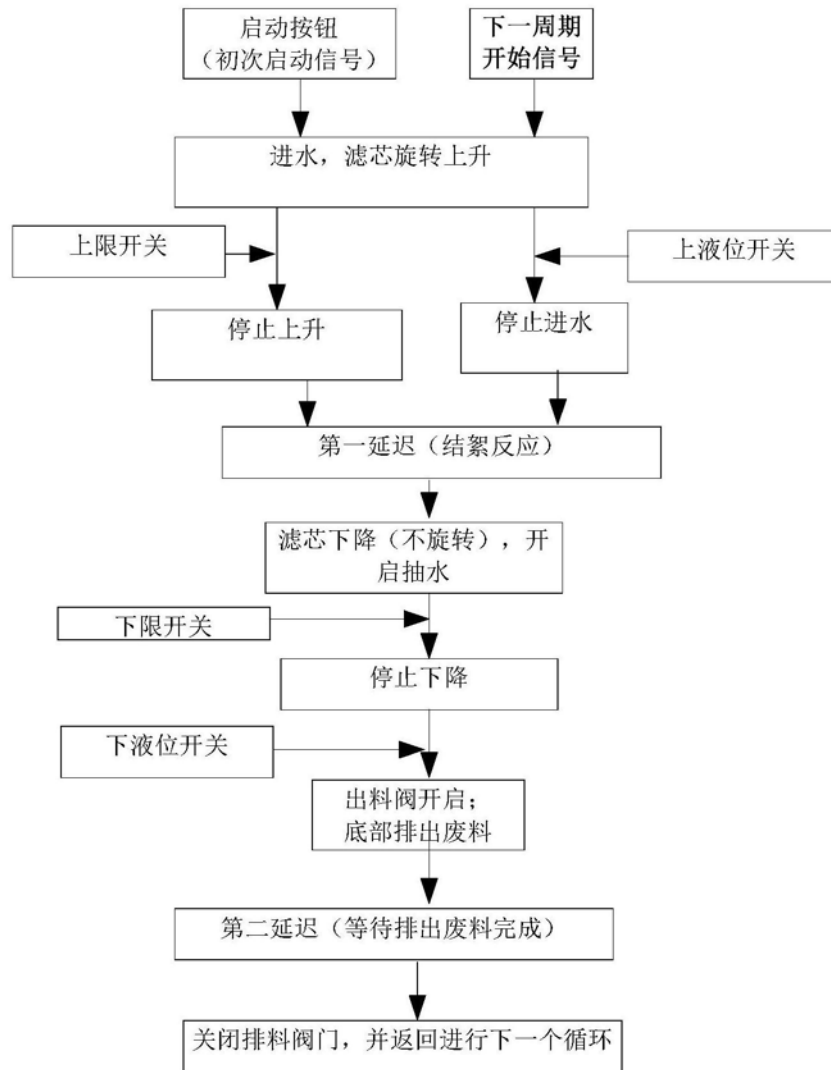 启动按钮
（初次启动信号）
下一周期
开始信号
进水，滤芯旋转上升
上限开关
上液位开关
停止上升
停止进水
第一延迟（结絮反应）
滤芯下降（不旋转），开
启抽水
下限开关
停止下降
下液位开关
出料阀开启；
底部排出废料
第二延迟（等待排出废料完成）
关闭排料阀门，并返回进行下一个循环